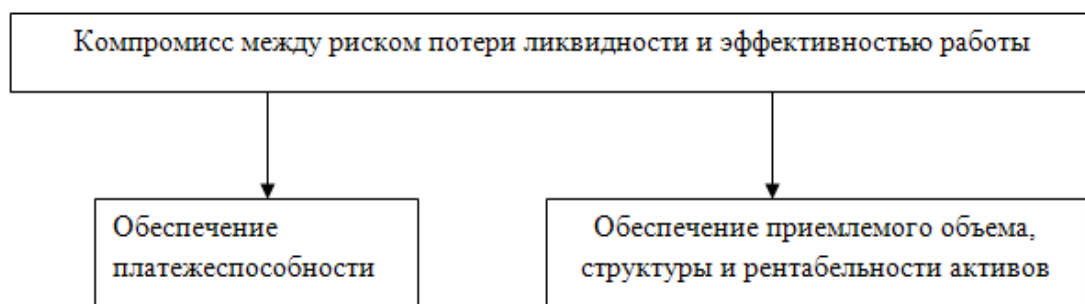 Компромисс между риском потери ликвидности и эффективностью работы
Обеспечение
платежеспособности
Обеспечение приемлемого объема,
структуры и рентабельности активов